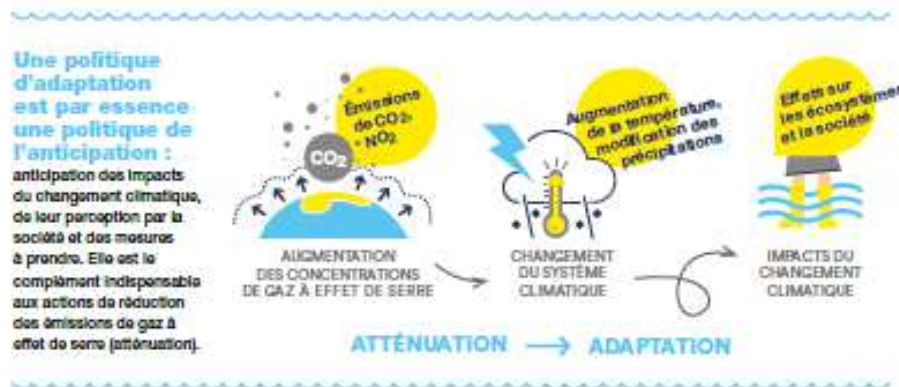 Une politique
d'adaptation
est par essence
une politique de
l'anticipation :
anticipation des impacts
du changement climatique,
de leur perception par la
société et des mesures
à prendre. Elle est le
complément indispensable
aux actions de réduction
des émissions de gaz à
effet de serre (atténuation).
Émissions
de CO2,
NO2
CO2
AUGMENTATION
DES CONCENTRATIONS
DE GAZ À EFFET DE SERRE
Augmentation
de la température,
modification des
précipitations
CHANGEMENT
DU SYSTÈME
CLIMATIQUE
Effets sur
les écosystèmes
et la société
IMPACTS DU
CHANGEMENT
CLIMATIQUE
ATTÉNUATION → ADAPTATION